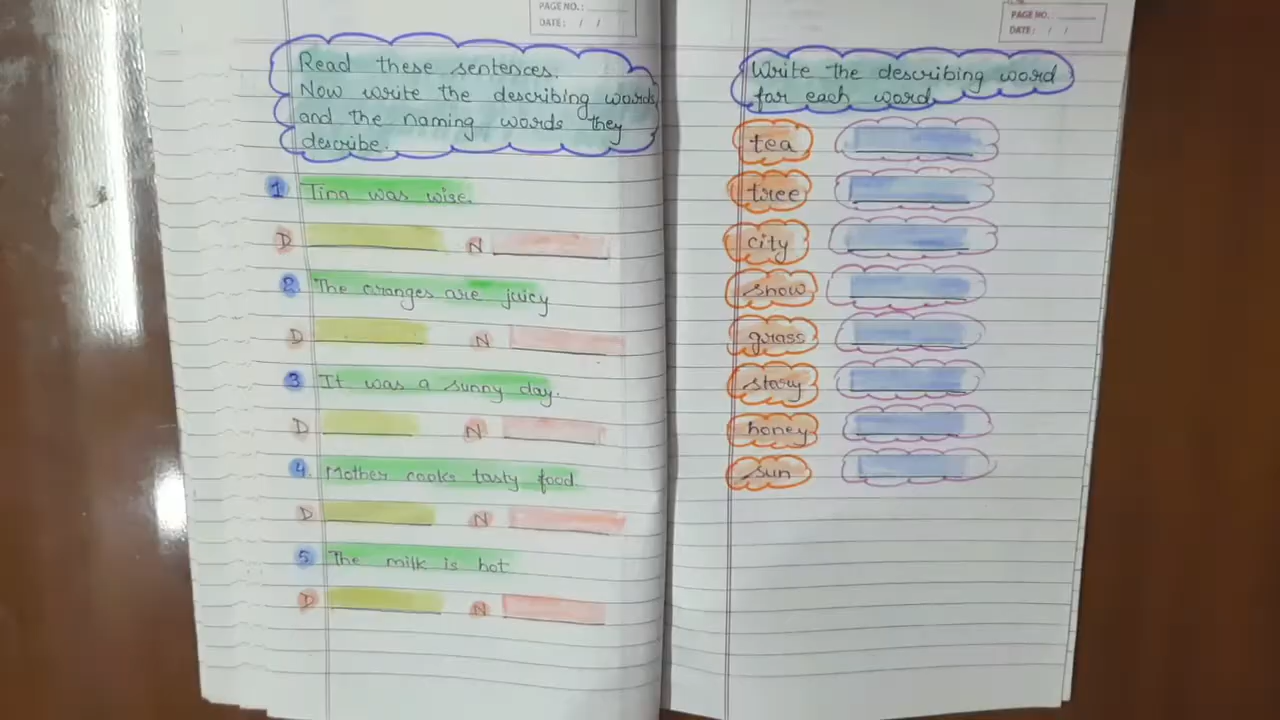 PAGE NO.:
DATE: / /
Read these sentences.
Now write the describing words
and the naming words they
describe.
1 Tina was wise.
D N
2 The oranges are juicy
D N
3 It was a sunny day.
D N
4. Mother cooks tasty food.
D N
5 The milk is hot
D N
PAGE NO.:
DATE: / /
Write the describing word
for each word
tea
tree
city
snow
grass
story
honey
sun